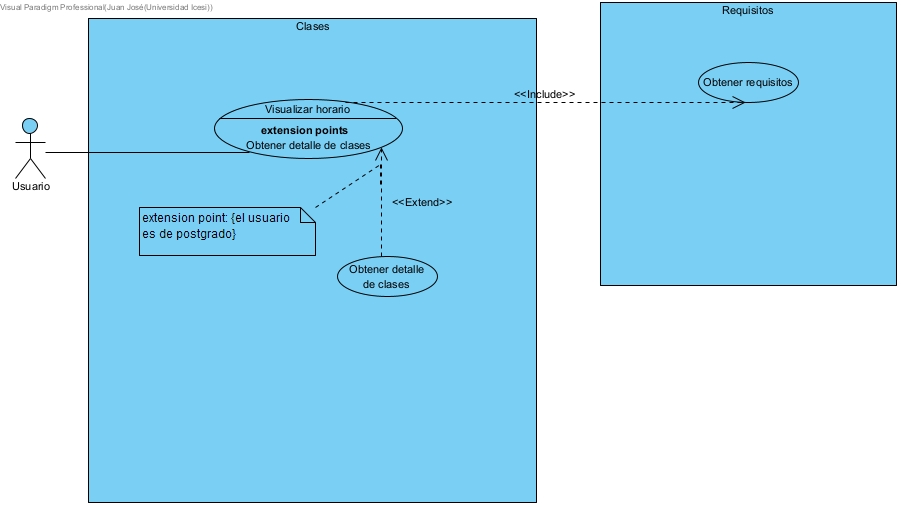 Visual Paradigm Professional(Juan José(Universidad Icesi))
Clases
Requisitos
Obtener requisitos
<<Include>>
Visualizar horario
extension points
Obtener detalle de clases
Usuario
<<Extend>>
extension point: {el usuario
es de postgrado}
Obtener detalle
de clases